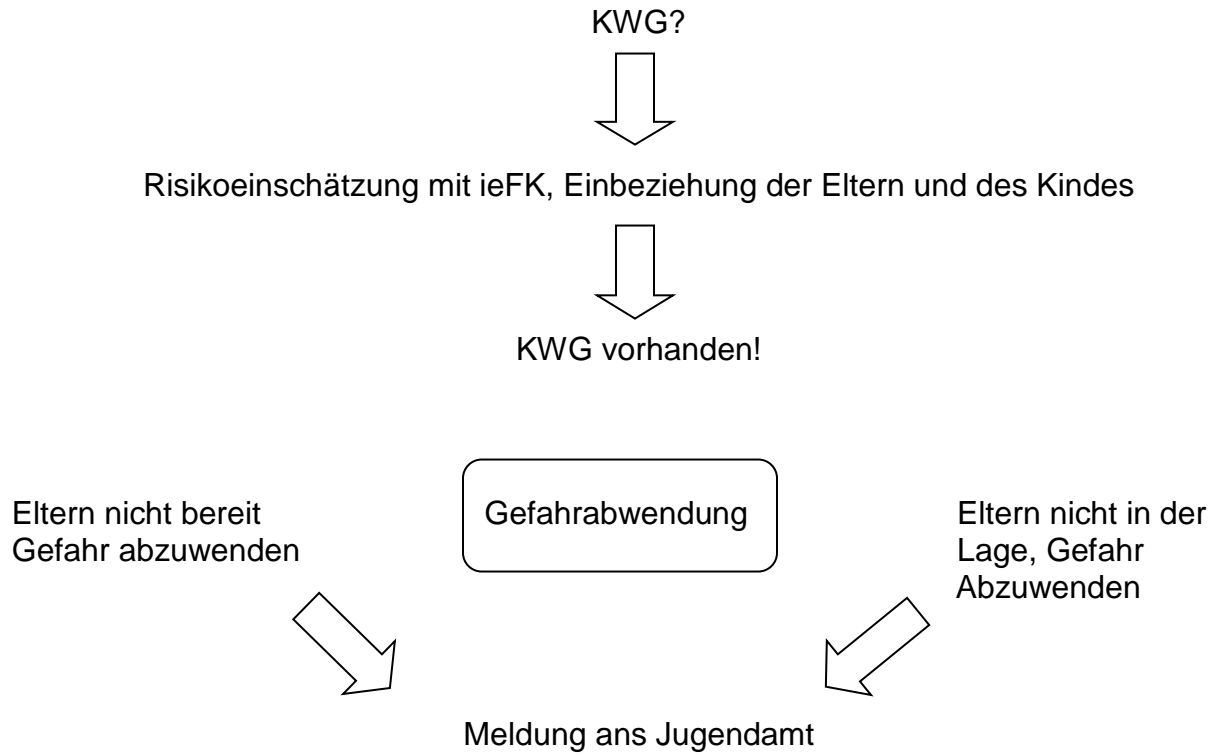 KWG?
Risikoeinschätzung mit ieFK, Einbeziehung der Eltern und des Kindes
KWG vorhanden!
Eltern nicht bereit
Gefahr abzuwenden
Gefahrabwendung
Eltern nicht in der
Lage, Gefahr
Abzuwenden
Meldung ans Jugendamt